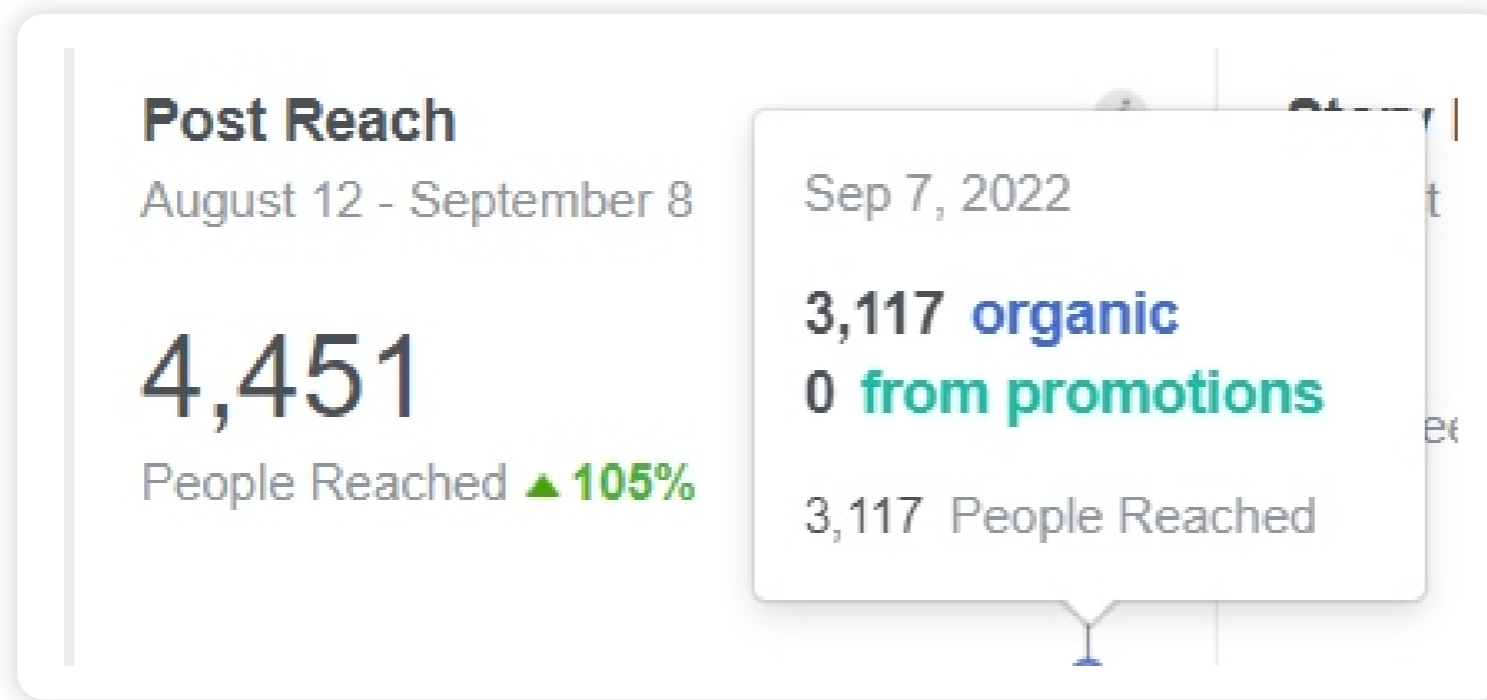 Post Reach
August 12 - September 8
4,451
People Reached ▲ 105%
Sep 7, 2022
3,117 organic
0 from promotions
3,117 People Reached